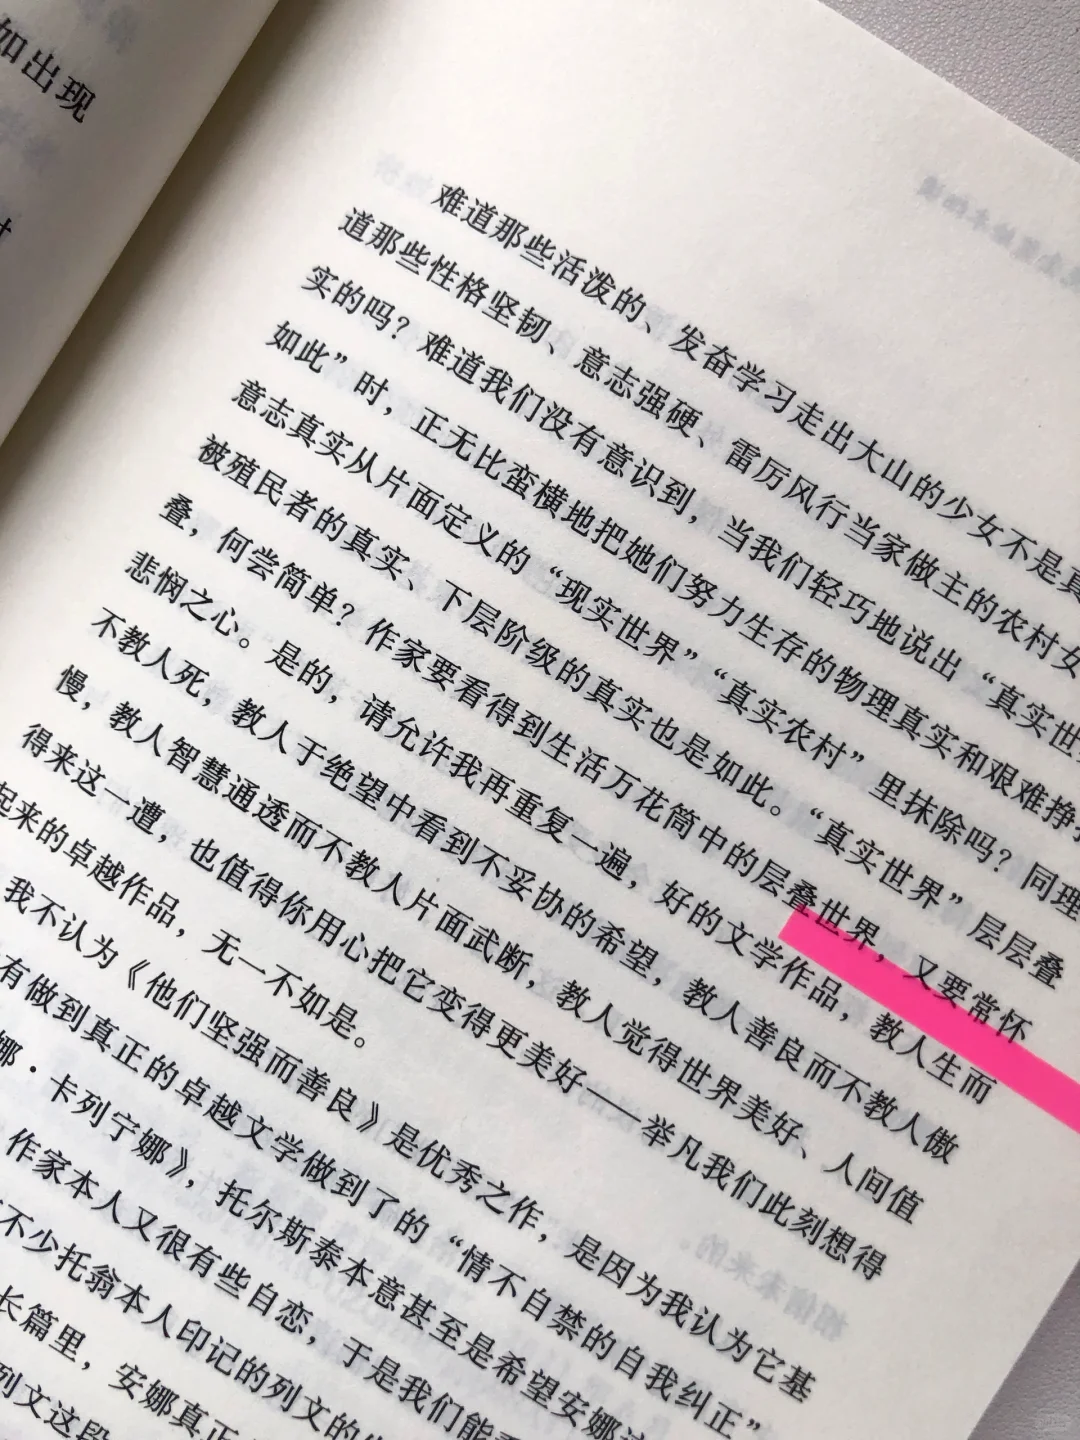 如出现
难道那些活泼的、发奋学习走出大山的少女不是真
道那些性格坚韧、意志强硬、雷厉风行当家做主的农村女
实的吗？难道我们没有意识到，当我们轻巧地说出“真实世
如此”时，正无比蛮横地把她们努力生存的物理真实和艰难挣
意志真实从片面定义的“现实世界”“真实农村”里抹除吗？同理
被殖民者的真实、下层阶级的真实也是如此。“真实世界”层层叠
叠，何尝简单？作家要看得到生活万花筒中的层叠世界，又要常怀
悲悯之心。是的，请允许我再重复一遍，好的文学作品，教人生而
不教人死，教人于绝望中看到不妥协的希望，教人善良而不教人傲
慢，教人智慧通透而不教人片面武断，教人觉得世界美好、人间值
得来这一遭，也值得你用心把它变得更美好——举凡我们此刻想得
起来的卓越作品，无一不如是。
我不认为《他们坚强而善良》是优秀之作，是因为我认为它基
有做到真正的卓越文学做到了的“情不自禁的自我纠正”
娜·卡列宁娜》，托尔斯泰本意甚至是希望安娜
作家本人又很有些自恋，于是我们能
不少托翁本人印记的列文的
长篇里，安娜真正
列文这段